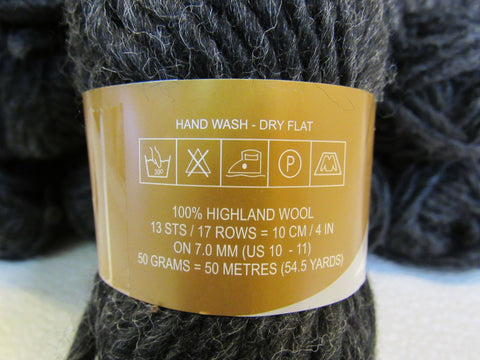 HAND WASH - DRY FLAT
P
100% HIGHLAND WOOL
13 STS / 17 ROWS = 10 CM / 4 IN
ON 7.0 MM (US 10 - 11)
50 GRAMS = 50 METRES (54.5 YARDS)